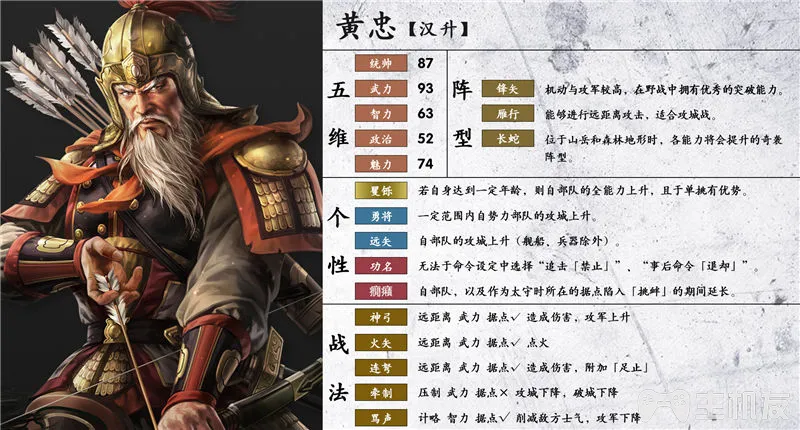 黄忠【汉升】
五维
统帅 87
武力 93
智力 63
政治 52
魅力 74
阵型
锋矢 机动与攻军较高，在野战中拥有优秀的突破能力。
雁行 能够进行远距离攻击，适合攻城战。
长蛇 位于山岳和森林地形时，各能力将会提升的奇袭
阵型。
个性
矍铄 若自身达到一定年龄，则自部队的全能力上升，且于单挑有优势。
勇将 一定范围内自势力部队的攻城上升。
远矢 自部队的攻城上升（舰船、兵器除外）。
功名 无法于命令设定中选择“追击「禁止」”、“事后命令「退却」”。
癫癎 自部队，以及作为太守时所在的据点陷入「挑衅」的期间延长。
战法
神弓 远距离 武力 据点✓ 造成伤害，攻军上升
火矢 远距离 武力 据点✓ 点火
连弩 远距离 武力 据点✓ 造成伤害，附加「足止」
牵制 压制 武力 据点× 攻城下降，破城下降
骂声 计略 智力 据点✓ 削减敌方士气，攻军下降